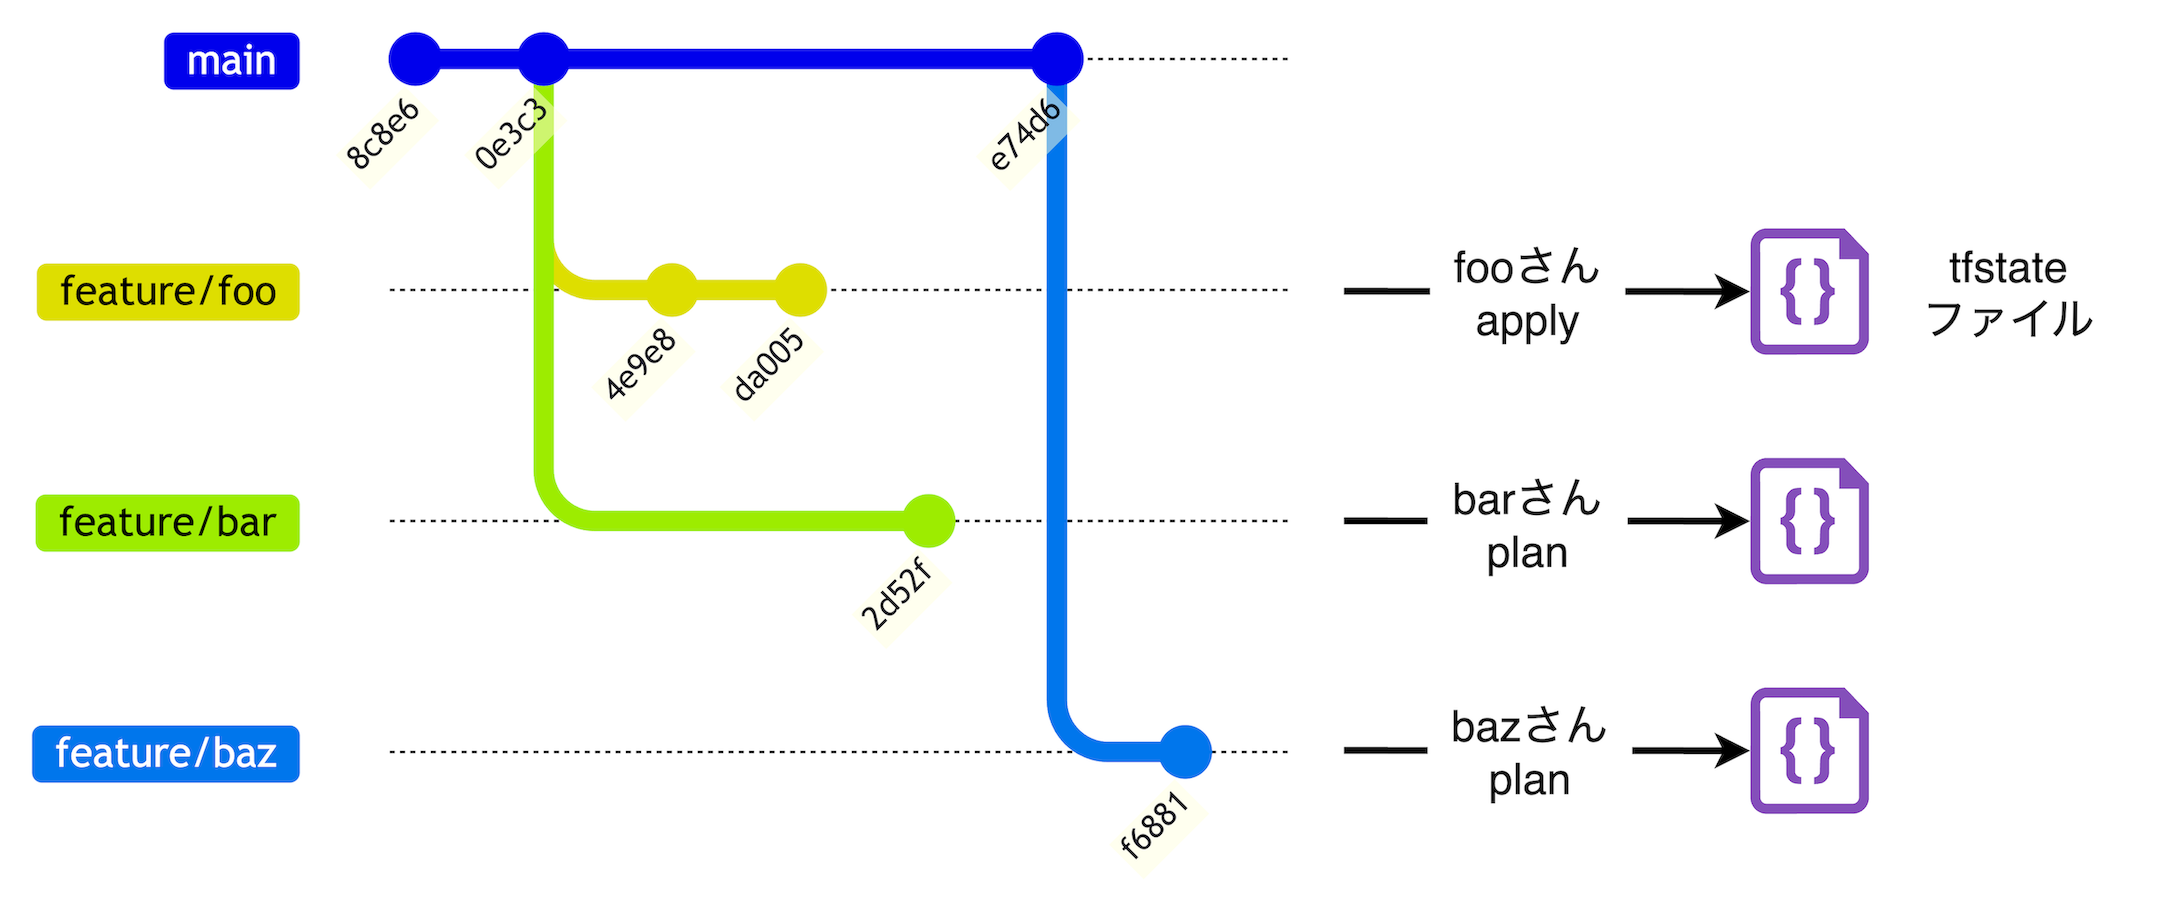 main
8c8e6
0e3c3
e74d6
feature/foo
4e9e8
da005
fooさん
apply
{}
tfstate
ファイル
feature/bar
2d52f
barさん
plan
{}
feature/baz
f6881
bazさん
plan
{}